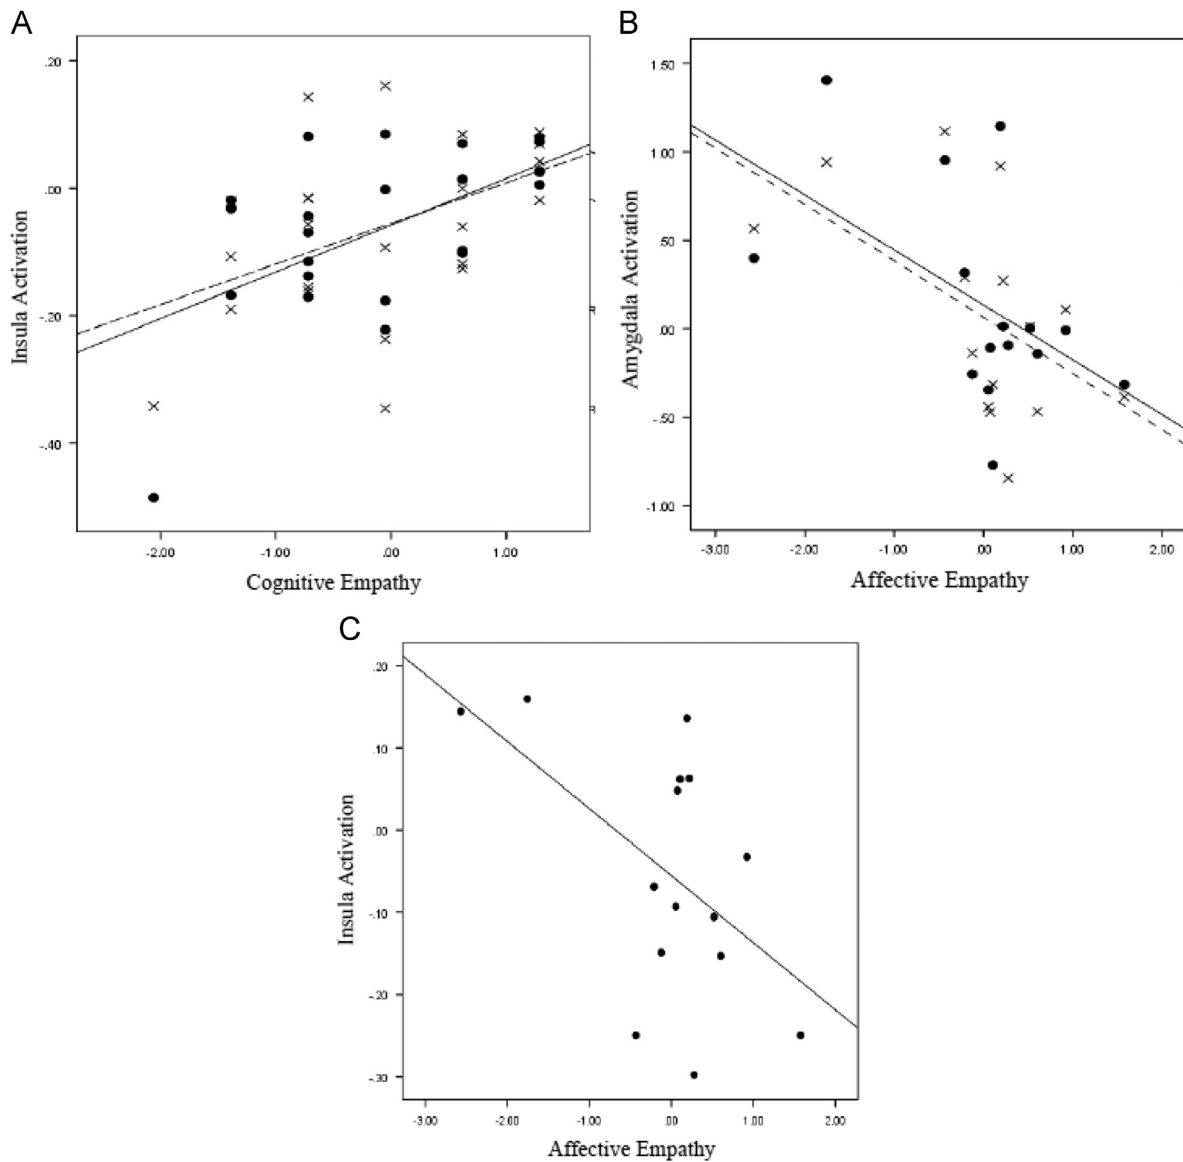 A
.20
.00
-.20
-.40
Insula Activation
-2.00 -1.00 .00 1.00
Cognitive Empathy
B
1.50
1.00
.50
.00
-.50
-1.00
Amygdala Activation
-3.00 -2.00 -1.00 .00 1.00 2.00
Affective Empathy
C
.20
.10
.00
-.10
-.20
-.30
Insula Activation
-3.00 -2.00 -1.00 .00 1.00 2.00
Affective Empathy